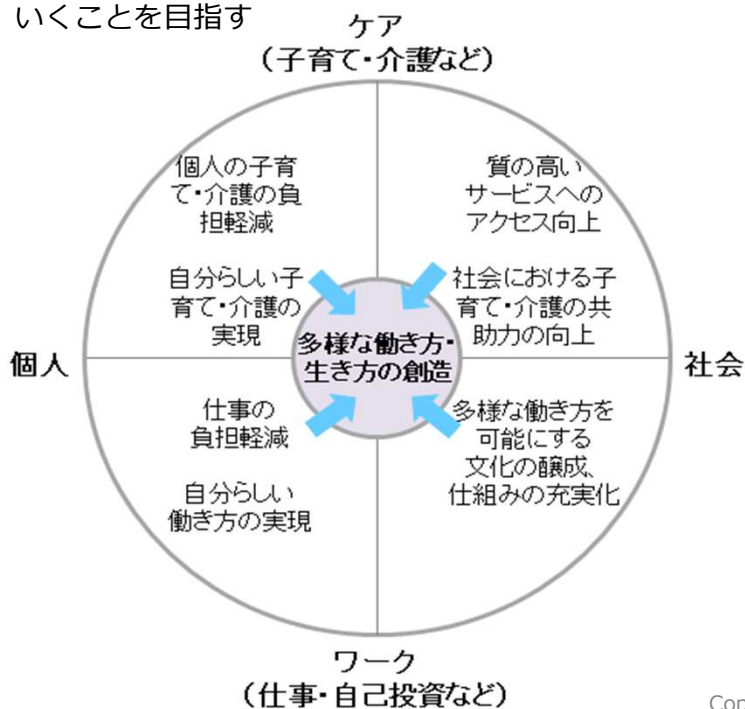 いくことを目指す
ケア
（子育て・介護など）
個人の子育
て・介護の負
担軽減
自分らしい子
育て・介護の
実現
質の高い
サービスへの
アクセス向上
社会における子
育て・介護の共
助力の向上
個人
多様な働き方・
生き方の創造
社会
仕事の
負担軽減
自分らしい
働き方の実現
多様な働き方を
可能にする
文化の醸成、
仕組みの充実化
ワーク
（仕事・自己投資など）